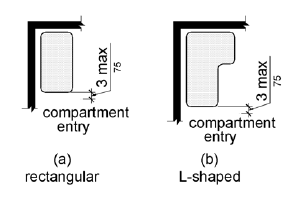 3 max
75
compartment
entry
(a)
rectangular
3 max
75
compartment
entry
(b)
L-shaped